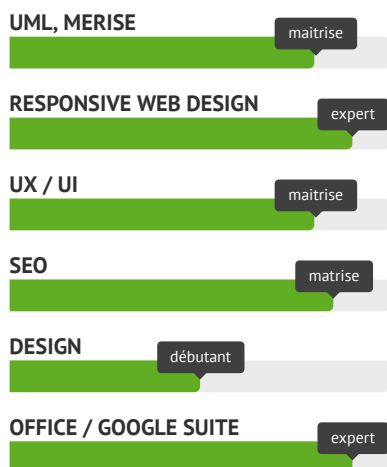 UML, MERISE
maitrise
RESPONSIVE WEB DESIGN
expert
UX / UI
maitrise
SEO
matrise
DESIGN
débutant
OFFICE / GOOGLE SUITE
expert